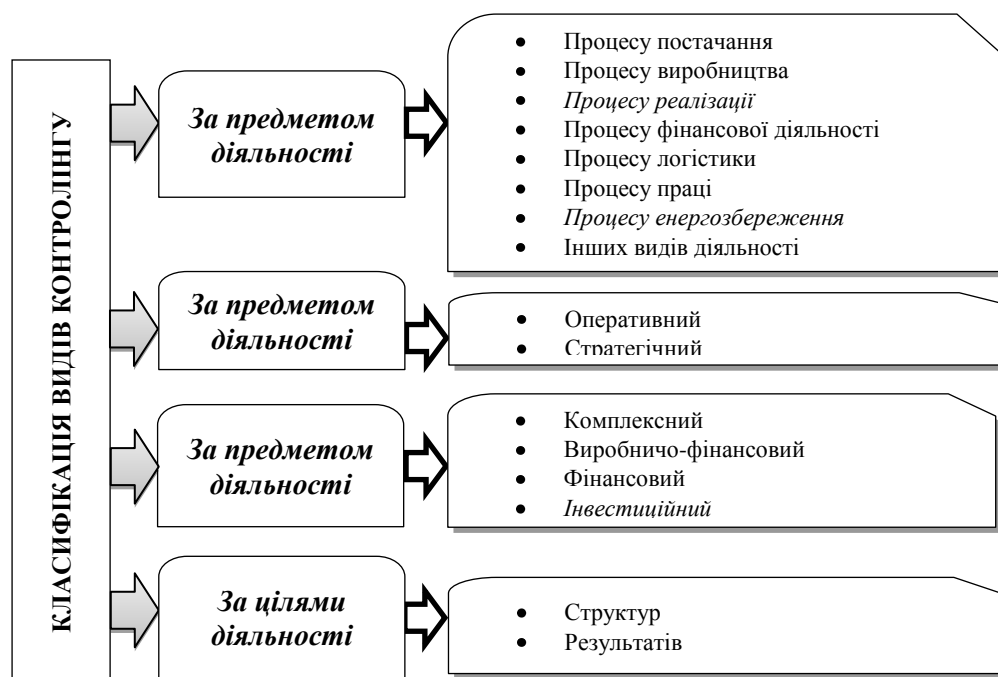 КЛАСИФІКАЦІЯ ВИДІВ КОНТРОЛІНГУ
За предметом
діяльності
• Процесу постачання
• Процесу виробництва
• Процесу реалізації
• Процесу фінансової діяльності
• Процесу логістики
• Процесу праці
• Процесу енергозбереження
• Інших видів діяльності
За предметом
діяльності
• Оперативний
• Стратегічний
За предметом
діяльності
• Комплексний
• Виробничо-фінансовий
• Фінансовий
• Інвестиційний
За цілями
діяльності
• Структур
• Результатів